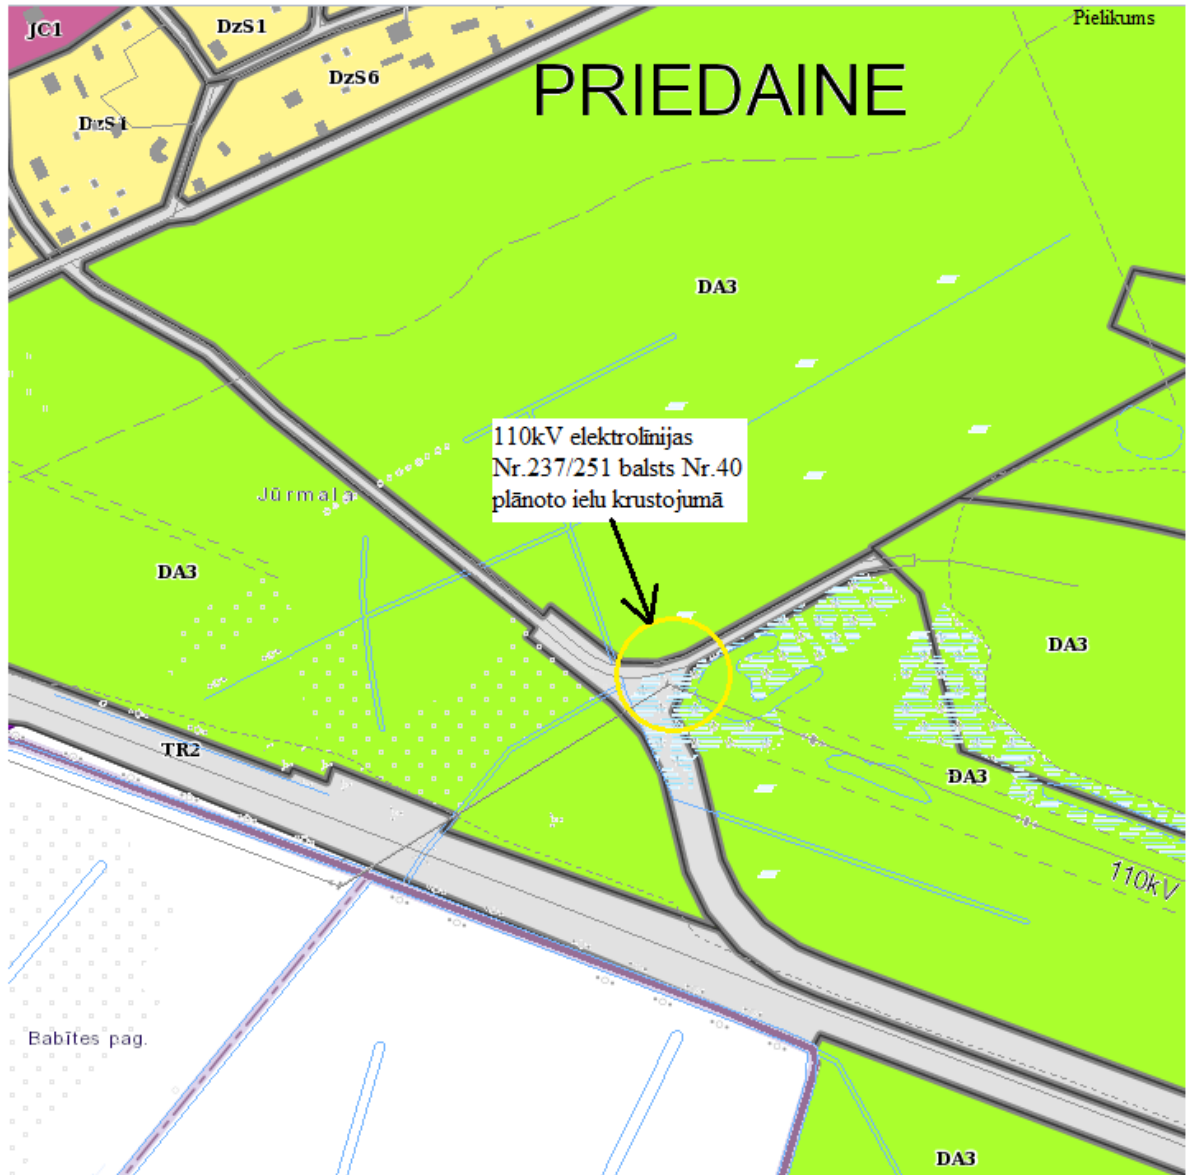 Pielikums
JC1
DzS1
DzS6
PRIEDAINE
DzS1
DA3
110kV elektrolīnijas
Nr.237/251 balsts Nr.40
plānoto ielu krustojumā
Jūrmala
DA3
DA3
TR2
DA3
110kV
Babītes pag.
DA3